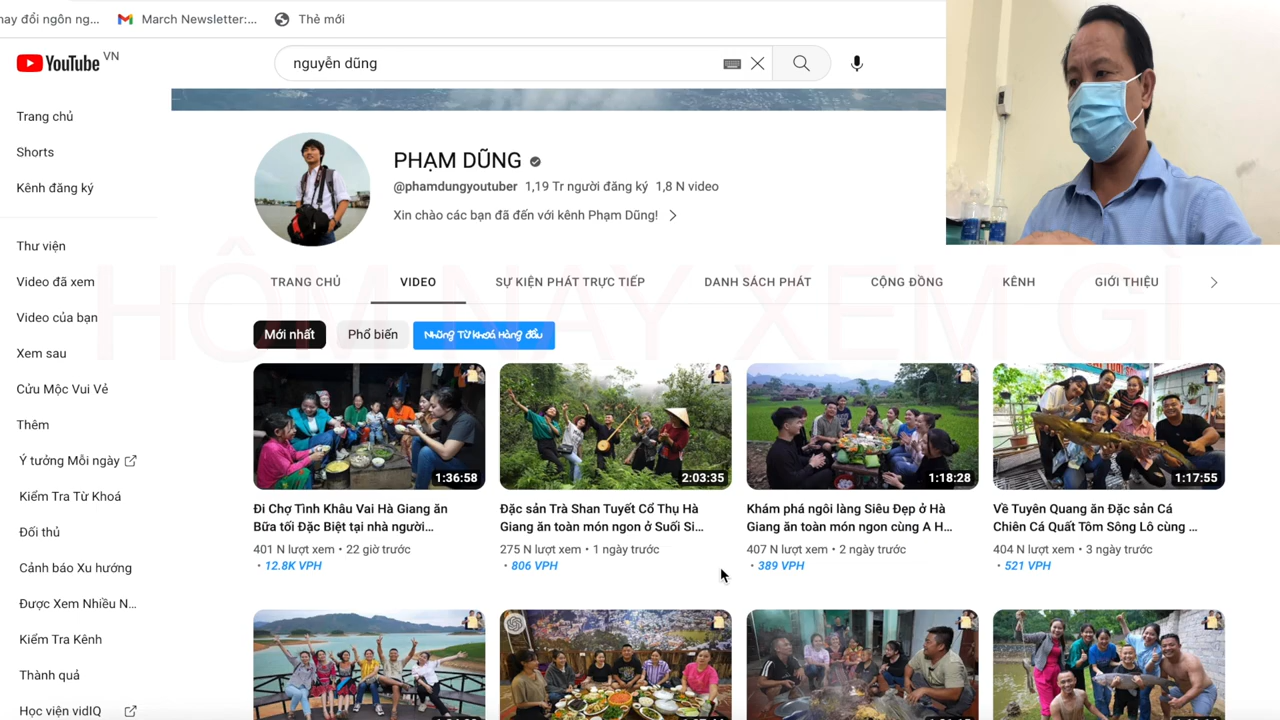 nay đổi ngôn ng...
March Newsletter:...
Thẻ mới
YouTube VN
nguyễn dũng
Trang chủ
Shorts
Kênh đăng ký
Thư viện
Video đã xem
Video của bạn
Xem sau
Cửu Mộc Vui Vẻ
Thêm
Ý tưởng Mỗi ngày
Kiểm Tra Từ Khoá
Đối thủ
Cảnh báo Xu hướng
Được Xem Nhiều N...
Kiểm Tra Kênh
Thành quả
Học viện vidIQ
PHẠM DŨNG
@phamdungyoutuber 1,19 Tr người đăng ký 1,8 N video
Xin chào các bạn đã đến với kênh Phạm Dũng!
HÔM NAY XEM GÌ
TRANG CHỦ VIDEO SỰ KIỆN PHÁT TRỰC TIẾP DANH SÁCH PHÁT CỘNG ĐỒNG KÊNH GIỚI THIỆU
Mới nhất Phổ biến Những Từ Khoá Hàng đầu
1:36:58
Đi Chợ Tình Khâu Vai Hà Giang ăn
Bữa tối Đặc Biệt tại nhà người...
401 N lượt xem • 22 giờ trước
• 12.8K VPH
2:03:35
Đặc sản Trà Shan Tuyết Cổ Thụ Hà
Giang ăn toàn món ngon ở Suối Si...
275 N lượt xem • 1 ngày trước
• 806 VPH
1:18:28
Khám phá ngôi làng Siêu Đẹp ở Hà
Giang ăn toàn món ngon cùng A H...
407 N lượt xem • 2 ngày trước
• 389 VPH
1:17:55
Về Tuyên Quang ăn Đặc sản Cá
Chiên Cá Quất Tôm Sông Lô cùng ...
404 N lượt xem • 3 ngày trước
• 521 VPH